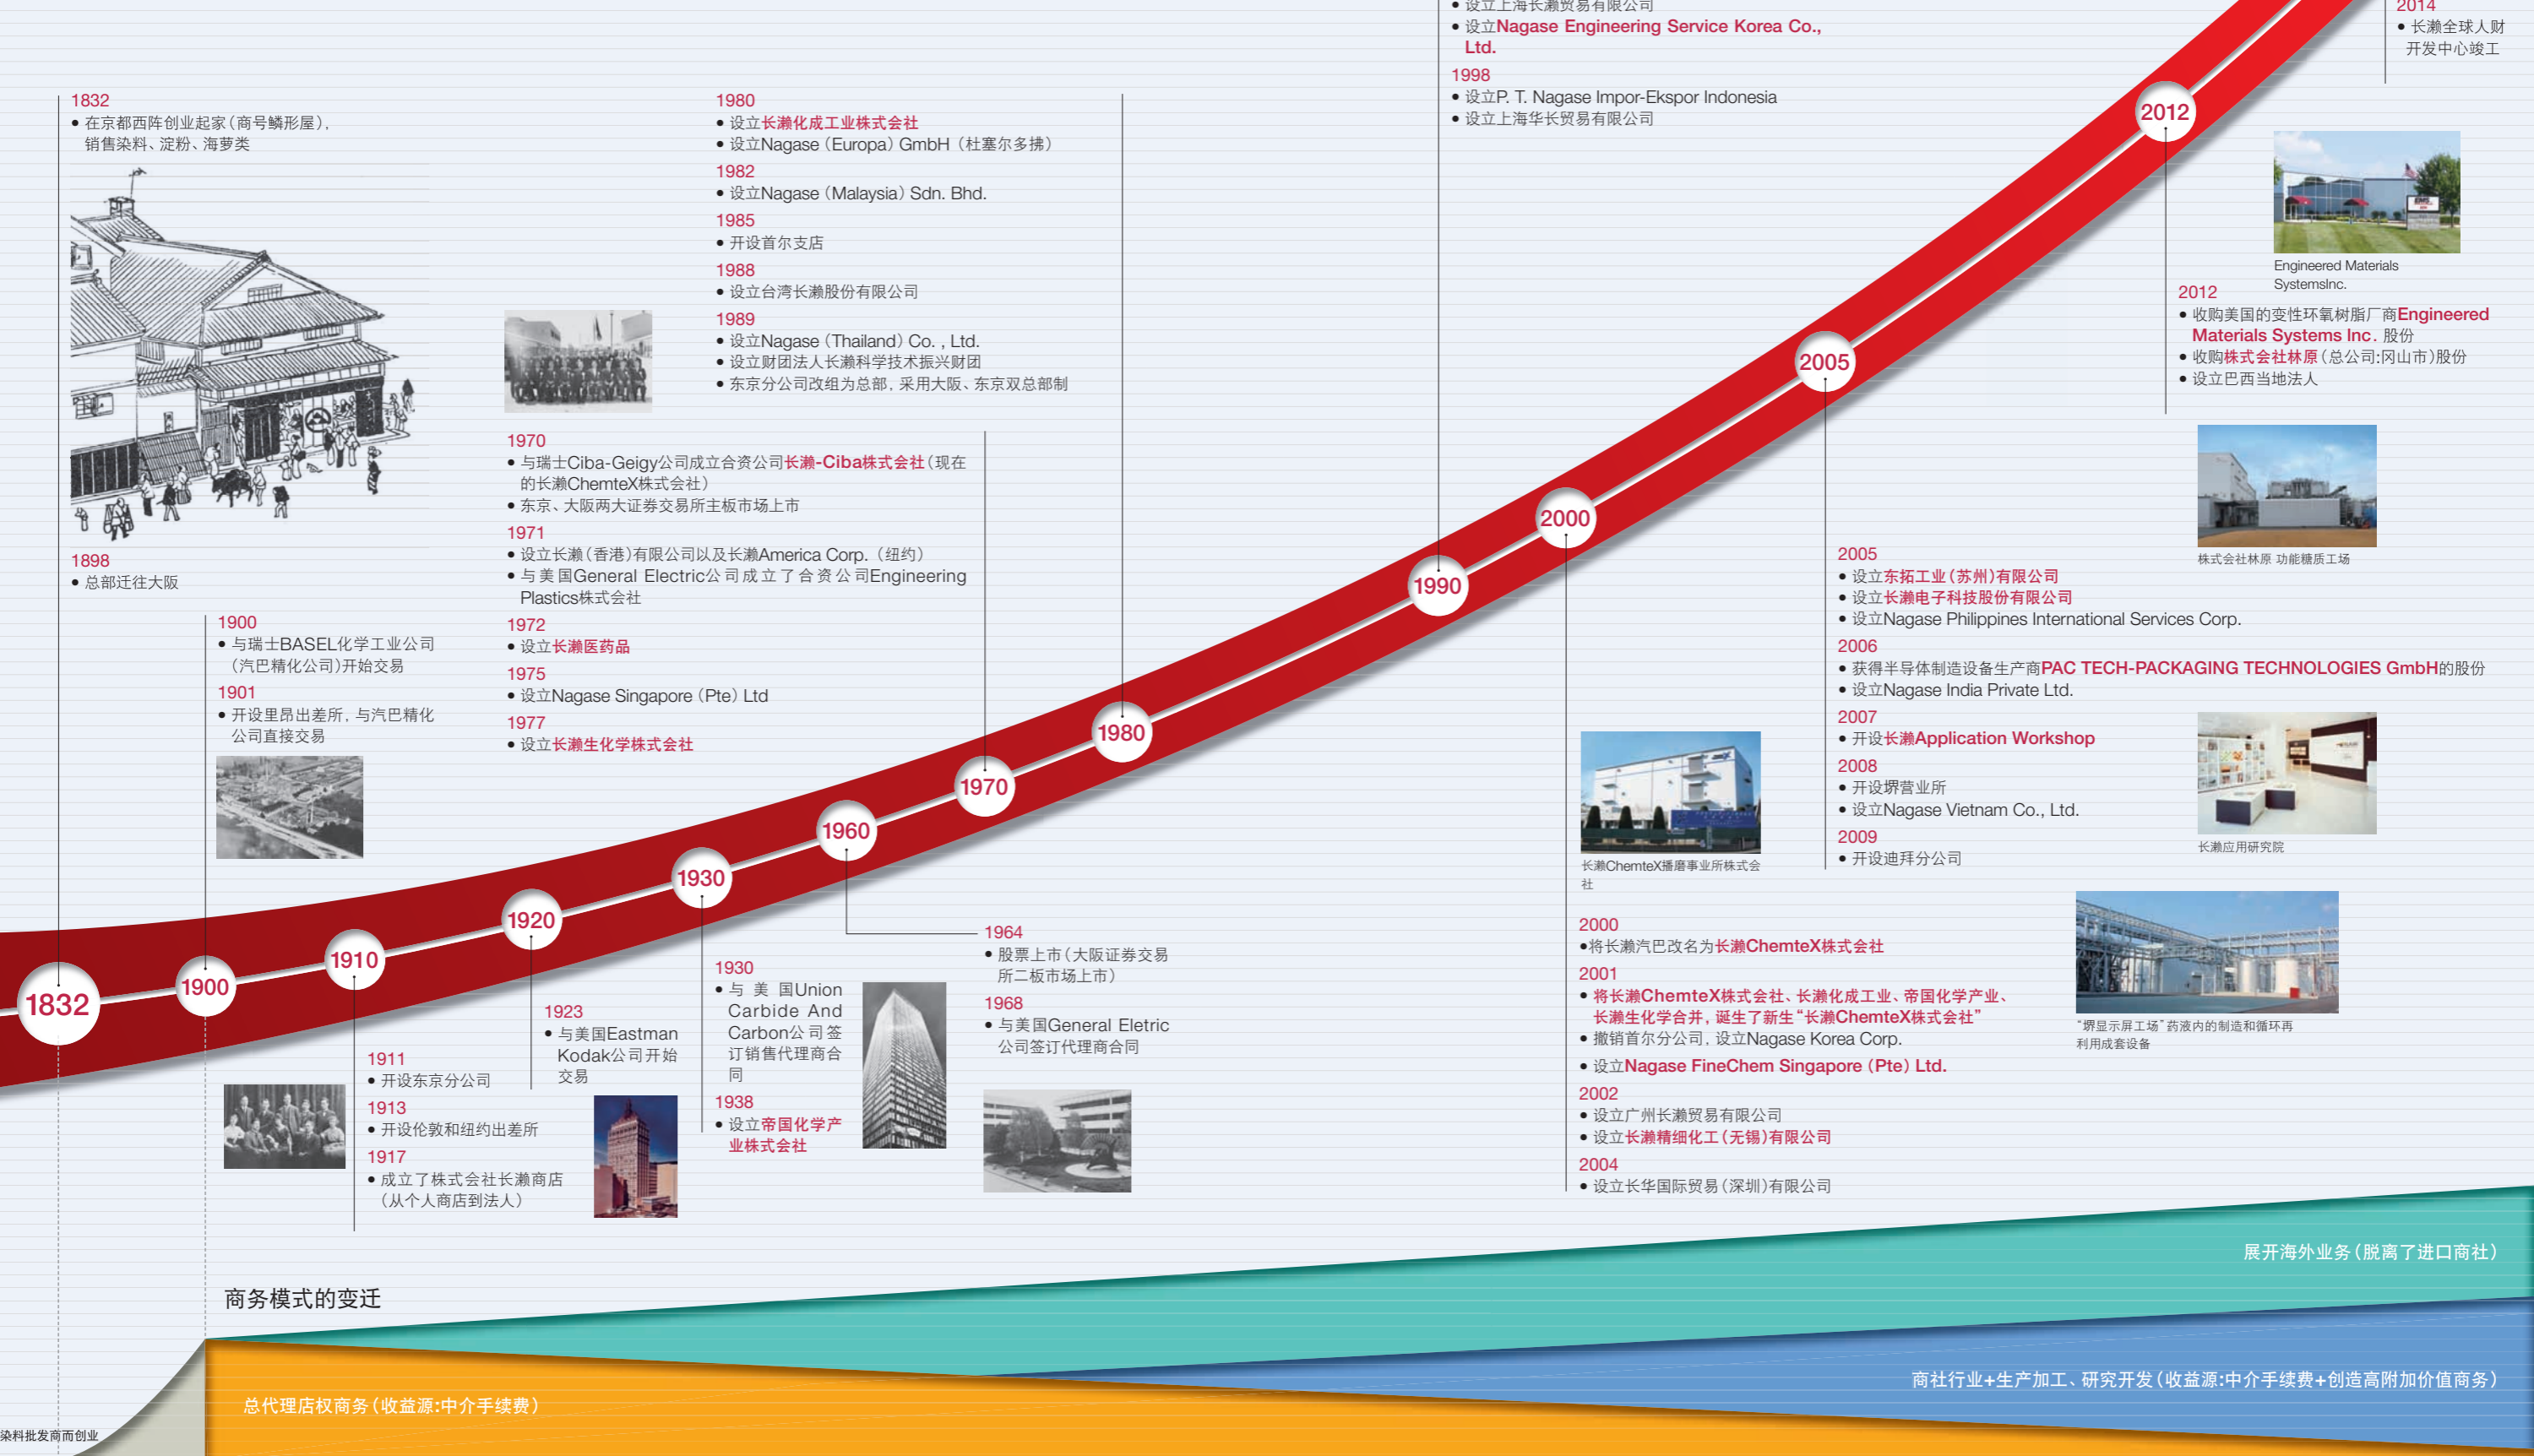 1832
• 在京都西阵创业起家（商号鳞形屋），
销售染料、淀粉、海萝类
1898
• 总部迁往大阪
1900
• 与瑞士BASEL化学工业公司
（汽巴精化公司）开始交易
1901
• 开设里昂出差所，与汽巴精化
公司直接交易
1911
• 开设东京分公司
1913
• 开设伦敦和纽约出差所
1917
• 成立了株式会社长濑商店
（从个人商店到法人）
1923
• 与美国Eastman
Kodak公司开始
交易
1930
• 与美国Union
Carbide And
Carbon公司签
订销售代理商合
同
1938
• 设立帝国化学产
业株式会社
1964
• 股票上市（大阪证券交易
所二板市场上市）
1968
• 与美国General Eletric
公司签订代理商合同
1970
• 与瑞士Ciba-Geigy公司成立合资公司长濑-Ciba株式会社（现在
的长濑ChemteX株式会社）
• 东京、大阪两大证券交易所主板市场上市
1971
• 设立长濑（香港）有限公司以及长濑America Corp.（纽约）
• 与美国General Electric公司成立了合资公司Engineering
Plastics株式会社
1972
• 设立长濑医药品
1975
• 设立Nagase Singapore（Pte）Ltd
1977
• 设立长濑生化学株式会社
1980
• 设立长濑化成工业株式会社
• 设立Nagase（Europa）GmbH（杜塞尔多拂）
1982
• 设立Nagase（Malaysia）Sdn. Bhd.
1985
• 开设首尔支店
1988
• 设立台湾长濑股份有限公司
1989
• 设立Nagase（Thailand）Co. , Ltd.
• 设立财团法人长濑科学技术振兴财团
• 东京分公司改组为总部，采用大阪、东京双总部制
• 设立上海长濑贸易有限公司
• 设立Nagase Engineering Service Korea Co.,
Ltd.
1998
• 设立P. T. Nagase Impor-Ekspor Indonesia
• 设立上海华长贸易有限公司
长濑ChemteX播磨事业所株式会
社
2000
•将长濑汽巴改名为长濑ChemteX株式会社
2001
• 将长濑ChemteX株式会社、长濑化成工业、帝国化学产业、
长濑生化学合并，诞生了新生“长濑ChemteX株式会社”
• 撤销首尔分公司，设立Nagase Korea Corp.
• 设立Nagase FineChem Singapore（Pte）Ltd.
2002
• 设立广州长濑贸易有限公司
• 设立长濑精细化工（无锡）有限公司
2004
• 设立长华国际贸易（深圳）有限公司
2005
• 设立东拓工业（苏州）有限公司
• 设立长濑电子科技股份有限公司
• 设立Nagase Philippines International Services Corp.
2006
• 获得半导体制造设备生产商PAC TECH-PACKAGING TECHNOLOGIES GmbH的股份
• 设立Nagase India Private Ltd.
2007
• 开设长濑Application Workshop
2008
• 开设堺营业所
• 设立Nagase Vietnam Co., Ltd.
2009
• 开设迪拜分公司
长濑应用研究院
“堺显示屏工场”药液内的制造和循环再
利用成套设备
Engineered Materials
SystemsInc.
2012
• 收购美国的变性环氧树脂厂商Engineered
Materials Systems Inc. 股份
• 收购株式会社林原（总公司:冈山市）股份
• 设立巴西当地法人
株式会社林原 功能糖质工场
2014
• 长濑全球人财
开发中心竣工
1832
1900
1910
1920
1930
1960
1970
1980
1990
2000
2005
2012
商务模式的变迁
展开海外业务（脱离了进口商社）
商社行业+生产加工、研究开发（收益源:中介手续费+创造高附加价值商务）
总代理店权商务（收益源:中介手续费）
染料批发商而创业